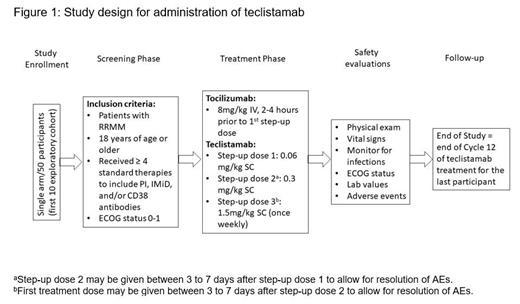 Figure 1: Study design for administration of teclistamab
Study
Enrollment
Screening Phase
Treatment Phase
Safety
evaluations
Follow-up
Single arm/50 participants
(first 10 exploratory cohort)
Inclusion criteria:
• Patients with
RRMM
• 18 years of age or
older
• Received ≥ 4
standard therapies
to include PI, IMiD,
and/or CD38
antibodies
• ECOG status 0-1
Tocilizumab:
• 8mg/kg IV, 2-4 hours
prior to 1st step-up
dose
Teclistamab:
• Step-up dose 1: 0.06
mg/kg SC
• Step-up dose 2ᵃ: 0.3
mg/kg SC
• Step-up dose 3ᵇ:
1.5mg/kg SC (once
weekly)
• Physical exam
• Vital signs
• Monitor for
infections
• ECOG status
• Lab values
• Adverse events
End of Study =
end of Cycle 12
of teclistamab
treatment for the
last participant
ᵃStep-up dose 2 may be given between 3 to 7 days after step-up dose 1 to allow for resolution of AEs.
ᵇFirst treatment dose may be given between 3 to 7 days after step-up dose 2 to allow for resolution of AEs.